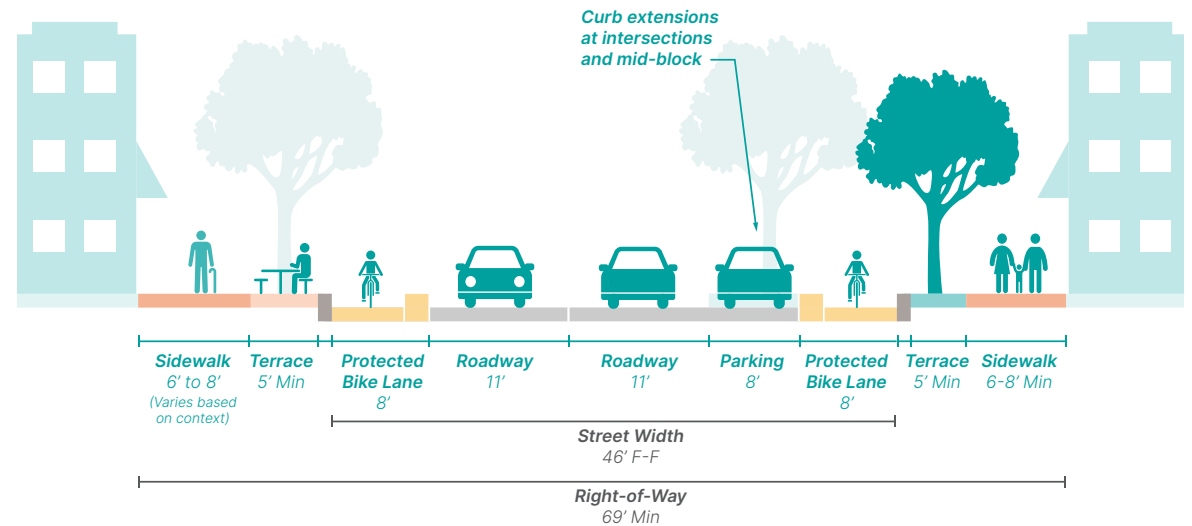 Curb extensions
at intersections
and mid-block
Sidewalk
6’ to 8’
(Varies based
on context)
Terrace
5’ Min
Protected
Bike Lane
8’
Roadway
11’
Roadway
11’
Parking
8’
Protected
Bike Lane
8’
Terrace
5’ Min
Sidewalk
6-8’ Min
Street Width
46’ F-F
Right-of-Way
69’ Min